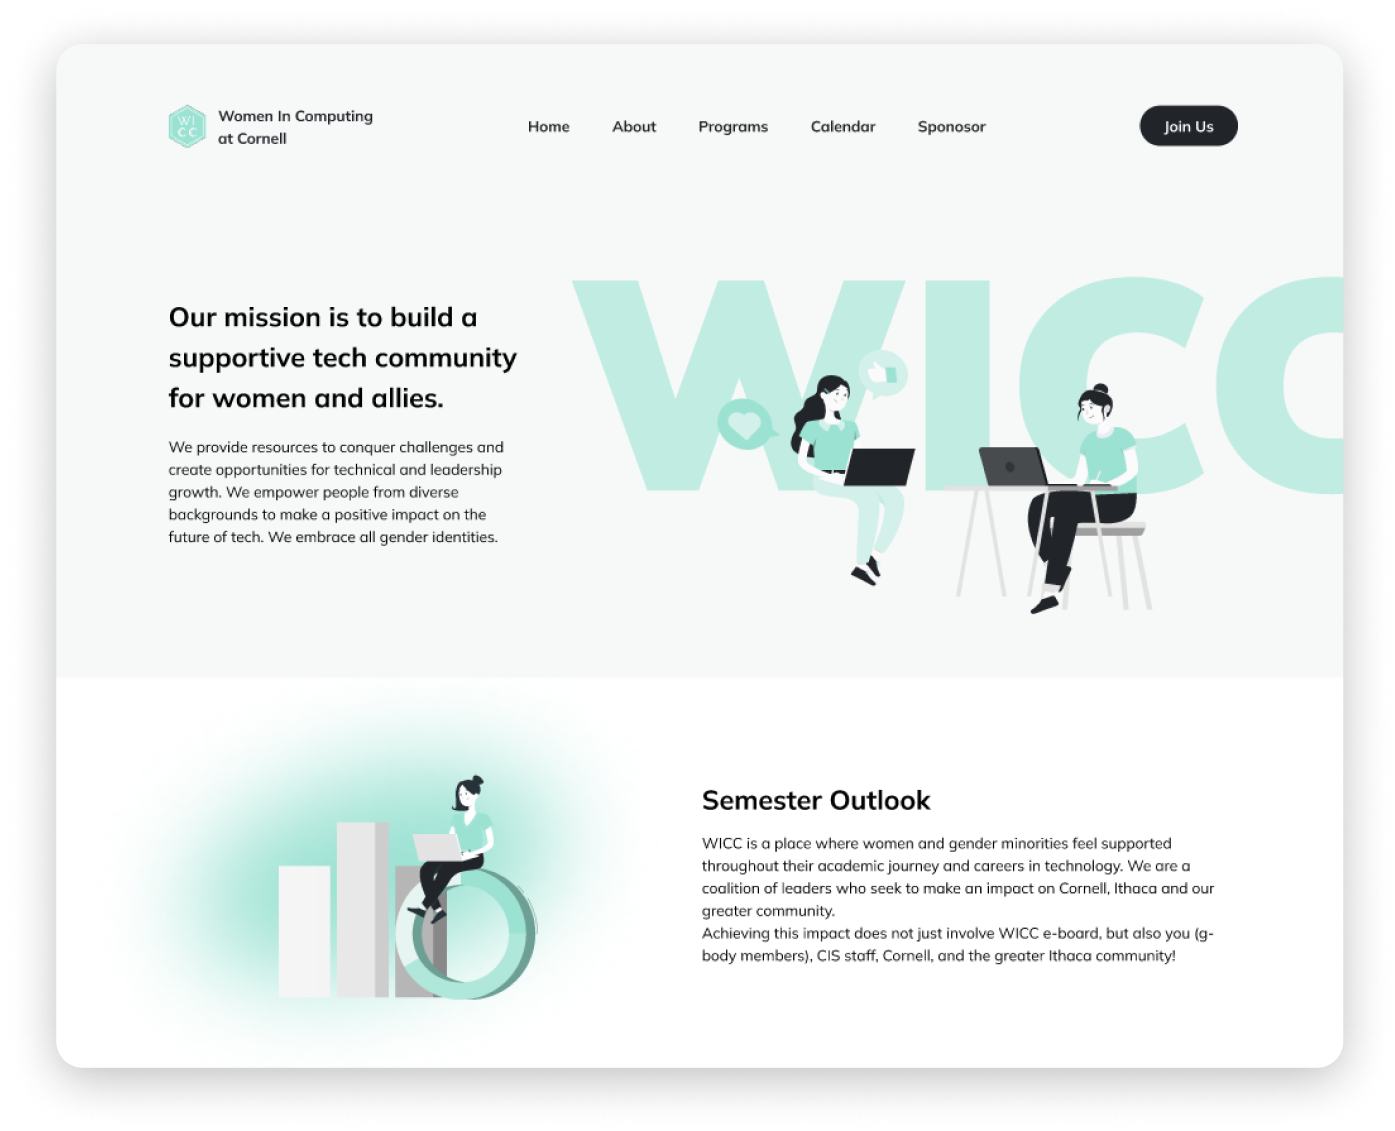 WI
CC
Women In Computing
at Cornell
Home
About
Programs
Calendar
Sponosor
Join Us
WICC
Our mission is to build a
supportive tech community
for women and allies.
We provide resources to conquer challenges and
create opportunities for technical and leadership
growth. We empower people from diverse
backgrounds to make a positive impact on the
future of tech. We embrace all gender identities.
Semester Outlook
WICC is a place where women and gender minorities feel supported
throughout their academic journey and careers in technology. We are a
coalition of leaders who seek to make an impact on Cornell, Ithaca and our
greater community.
Achieving this impact does not just involve WICC e-board, but also you (g-
body members), CIS staff, Cornell, and the greater Ithaca community!